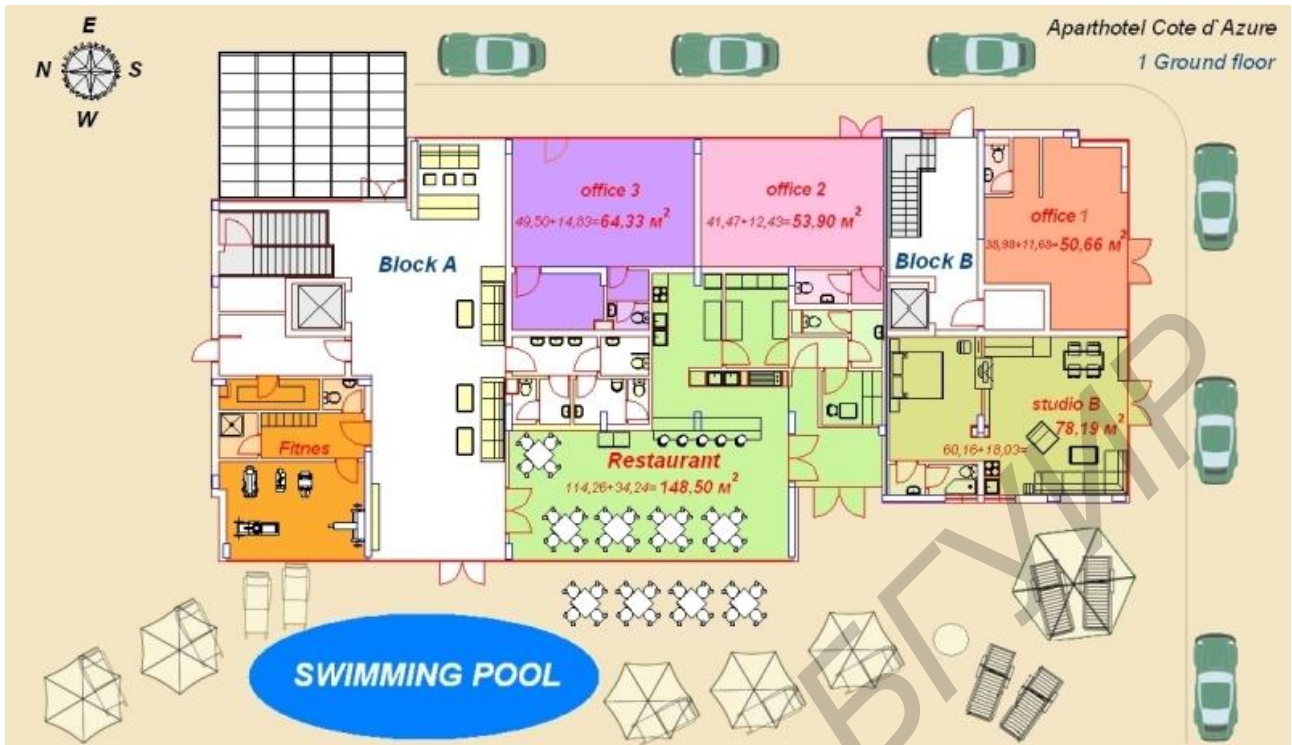 E
N
S
W
Aparthotel Cote d`Azure
1 Ground floor
office 3
49,50+14,83=64,33 м²
office 2
41,47+12,43=53,90 м²
office 1
38,98+11,68=50,66 м²
Block A
Block B
Fitnes
Restaurant
114,26+34,24=148,50 м²
studio B
78,19 м²
60,16+18,03=
SWIMMING POOL
БГУИР